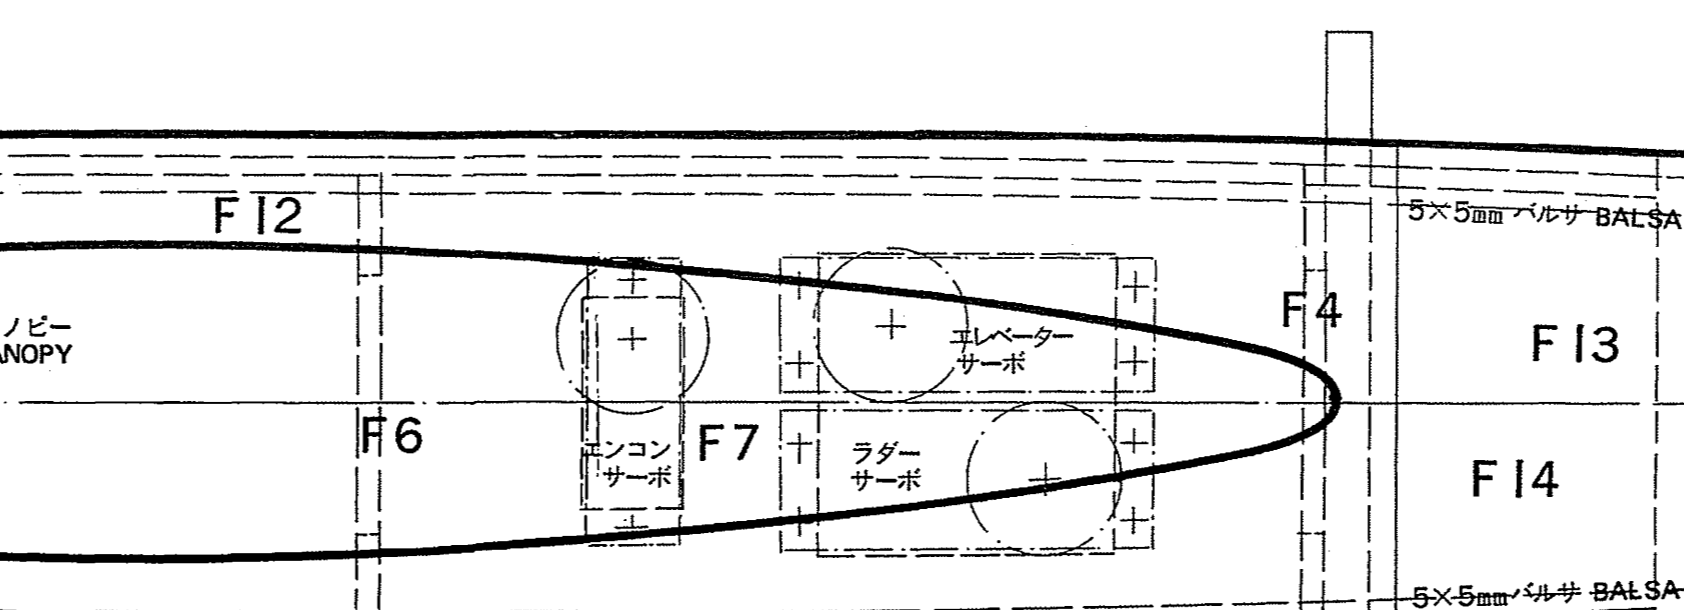 F12
5×5mm バルサ BALSA
ノピー
ANOPY
F4
エレベーター
サーボ
F13
F6
エンコン
サーボ
F7
ラダー
サーボ
F14
5×5mm バルサ BALSA